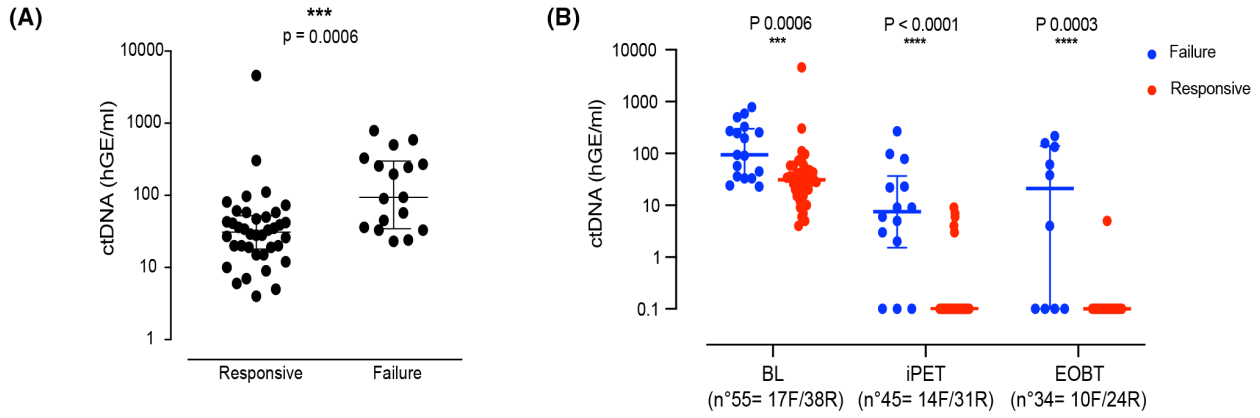 (A)
***
p = 0.0006
ctDNA (hGE/ml)
10000
1000
100
10
1
Responsive
Failure
(B)
P 0.0006
***
P < 0.0001
****
P 0.0003
****
ctDNA (hGE/ml)
10000
1000
100
10
1
0.1
Failure
Responsive
BL
(n°55= 17F/38R)
iPET
(n°45= 14F/31R)
EOBT
(n°34= 10F/24R)